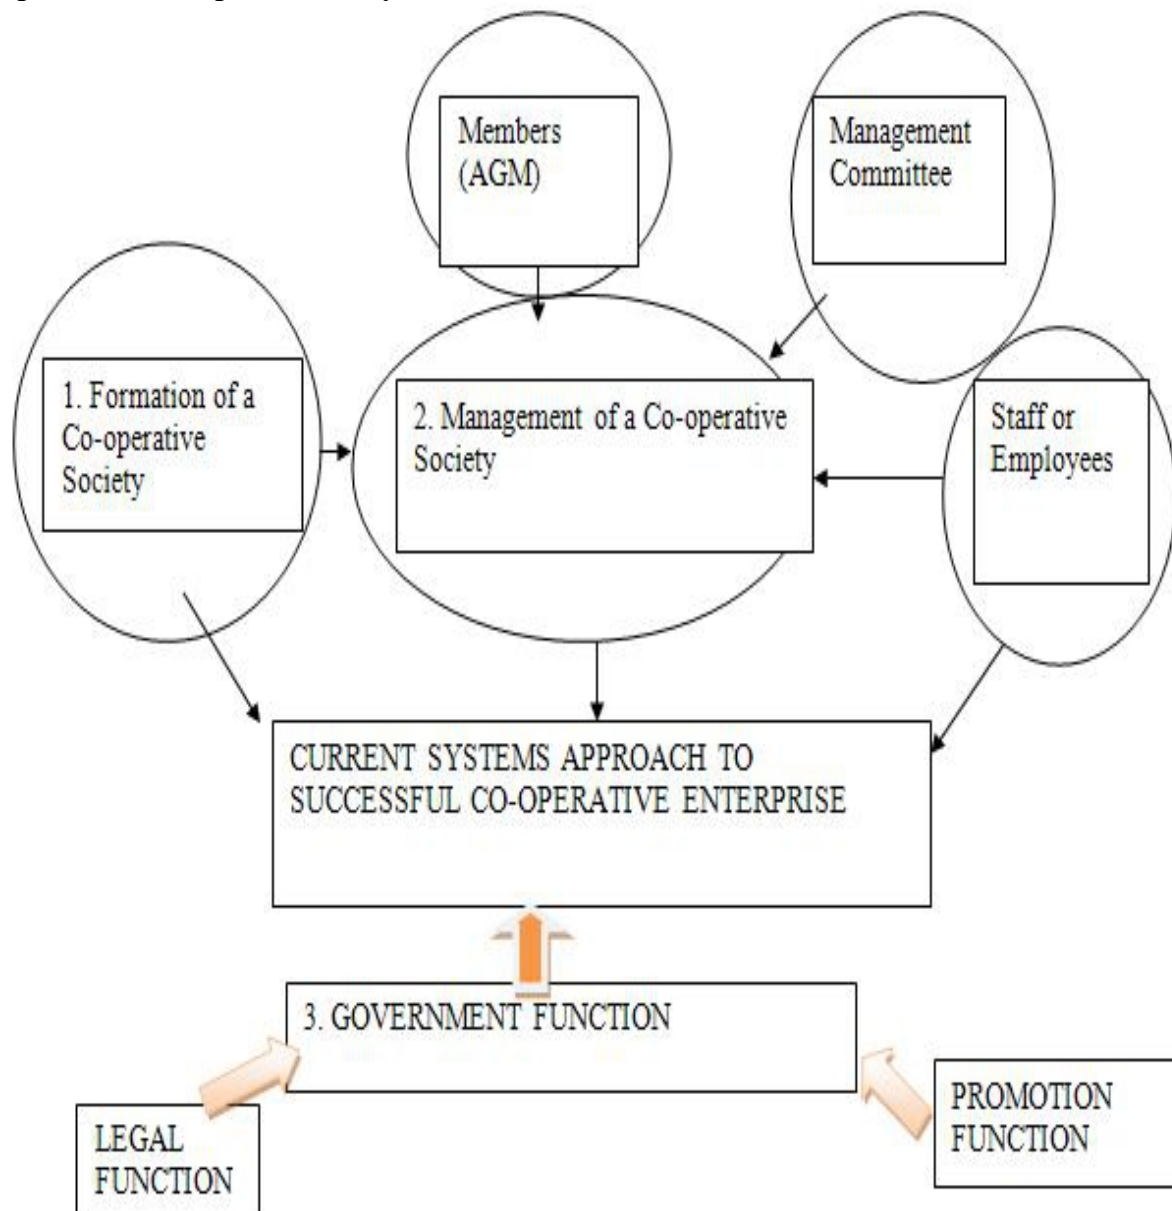 Members
(AGM)
Management
Committee
1. Formation of a
Co-operative
Society
2. Management of a Co-operative
Society
Staff or
Employees
CURRENT SYSTEMS APPROACH TO
SUCCESSFUL CO-OPERATIVE ENTERPRISE
3. GOVERNMENT FUNCTION
LEGAL
FUNCTION
PROMOTION
FUNCTION